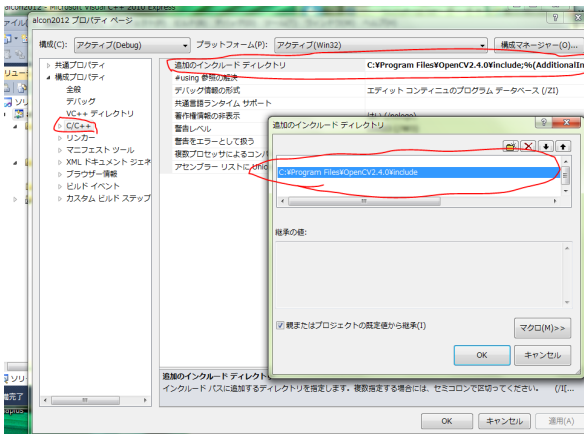 alcon2012 - Microsoft Visual C++ 2010 Express
alcon2012 プロパティ ページ
構成(C):
アクティブ(Debug)
プラットフォーム(P):
アクティブ(Win32)
構成マネージャー(O)...
共通プロパティ
構成プロパティ
全般
デバッグ
VC++ ディレクトリ
C/C++
リンカー
マニフェスト ツール
XML ドキュメント ジェネ
ブラウザー情報
ビルド イベント
カスタム ビルド ステップ
追加のインクルード ディレクトリ
C:¥Program Files¥OpenCV2.4.0¥include;%(AdditionalIn
#using 参照の解決
デバッグ情報の形式
エディット コンティニュのプログラム データベース (/ZI)
共通言語ランタイム サポート
著作権情報の非表示
はい (/nologo)
警告レベル
警告をエラーとして扱う
複数プロセッサによるコンパ
アセンブラー リストに Unic
追加のインクルード ディレクトリ
C:¥Program Files¥OpenCV2.4.0¥include
継承の値:
親またはプロジェクトの既定値から継承(I)
マクロ(M)>>
OK
キャンセル
追加のインクルード ディレクト
インクルード パスに追加するディレクトリを指定します。複数指定する場合には、セミコロンで区切ってください。 (/I[...
OK
キャンセル
適用(A)